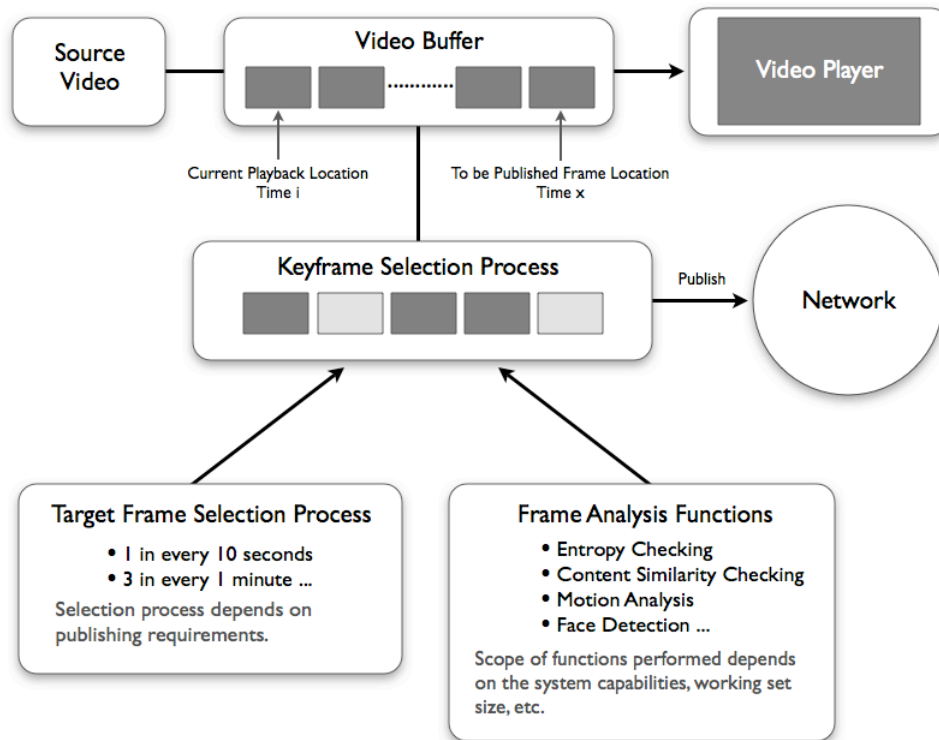 Source
Video
Video Buffer
Video Player
Current Playback Location
Time i
To be Published Frame Location
Time x
Keyframe Selection Process
Publish
Network
Target Frame Selection Process
• 1 in every 10 seconds
• 3 in every 1 minute ...
Selection process depends on
publishing requirements.
Frame Analysis Functions
• Entropy Checking
• Content Similarity Checking
• Motion Analysis
• Face Detection ...
Scope of functions performed depends
on the system capabilities, working set
size, etc.